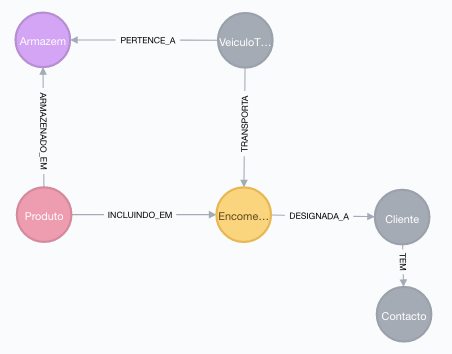 Armazem
PERTENCE_A
VeiculoT...
ARMAZENADO_EM
TRANSPORTA
Produto
INCLUINDO_EM
Encome...
DESIGNADA_A
Cliente
TEM
Contacto